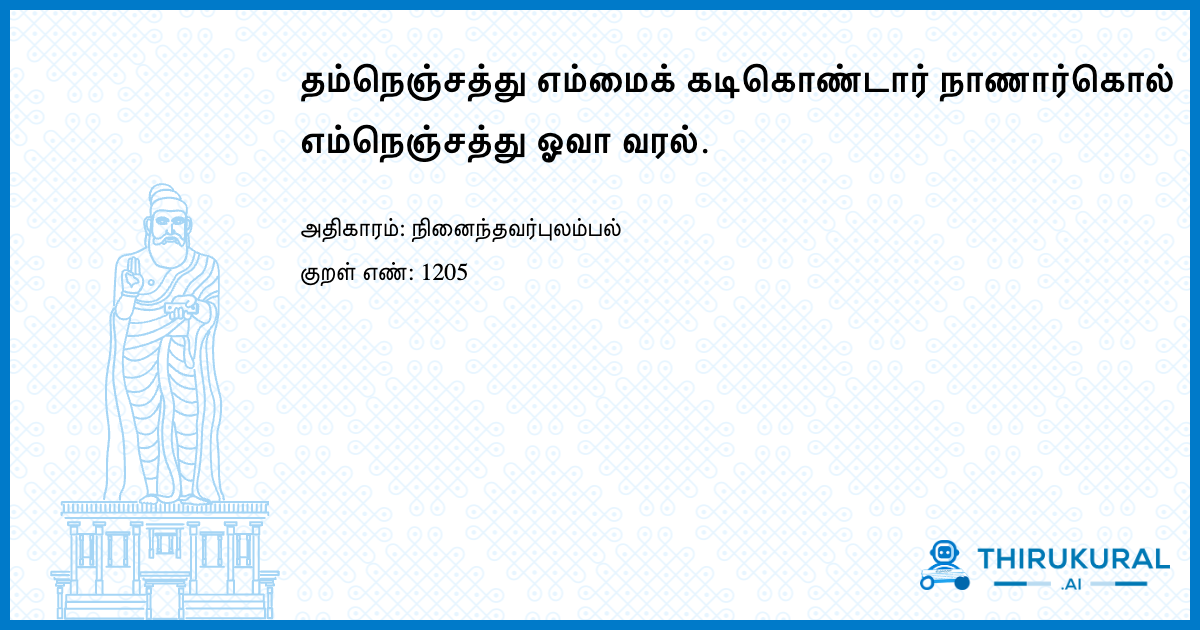 தம்நெஞ்சத்து எம்மைக் கடிகொண்டார் நாணார்கொல்
எம்நெஞ்சத்து ஓவா வரல்.
அதிகாரம்: நினைந்தவர்புலம்பல்
குறள் எண்: 1205
THIRUKURAL
.AI